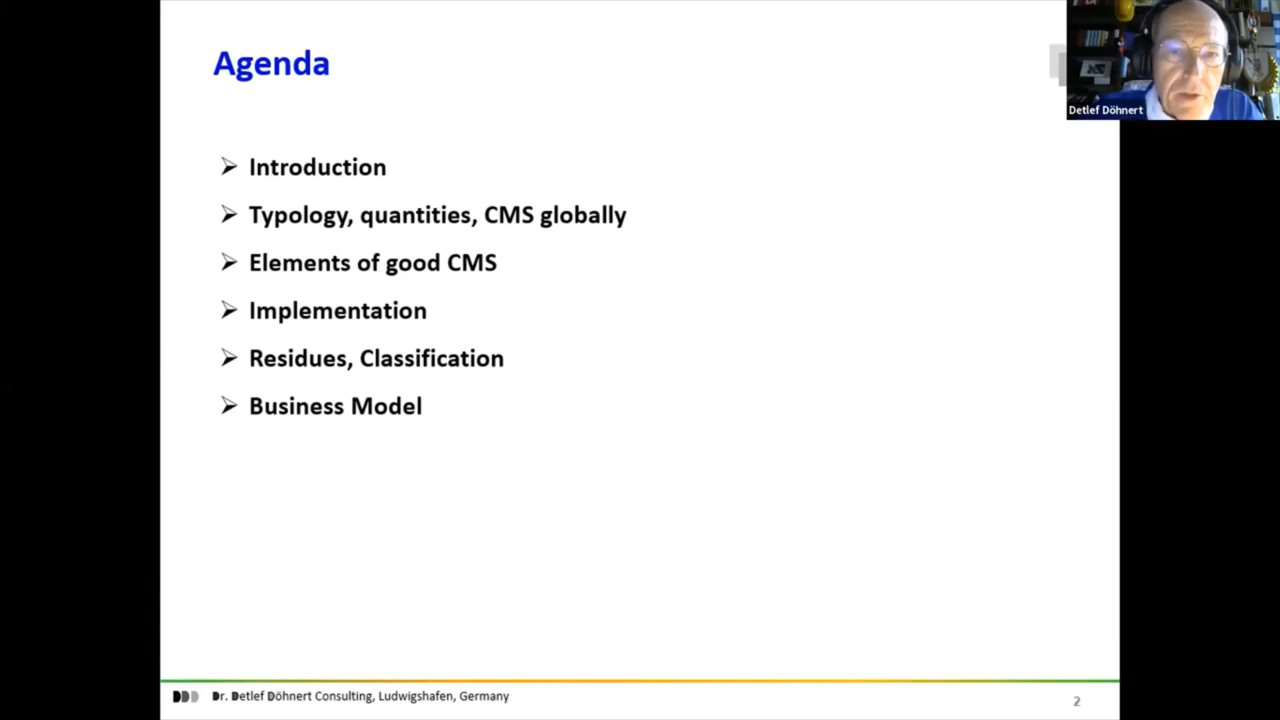 Agenda
Detlef Döhnert
Introduction
Typology, quantities, CMS globally
Elements of good CMS
Implementation
Residues, Classification
Business Model
DDD Dr. Detlef Döhnert Consulting, Ludwigshafen, Germany
2